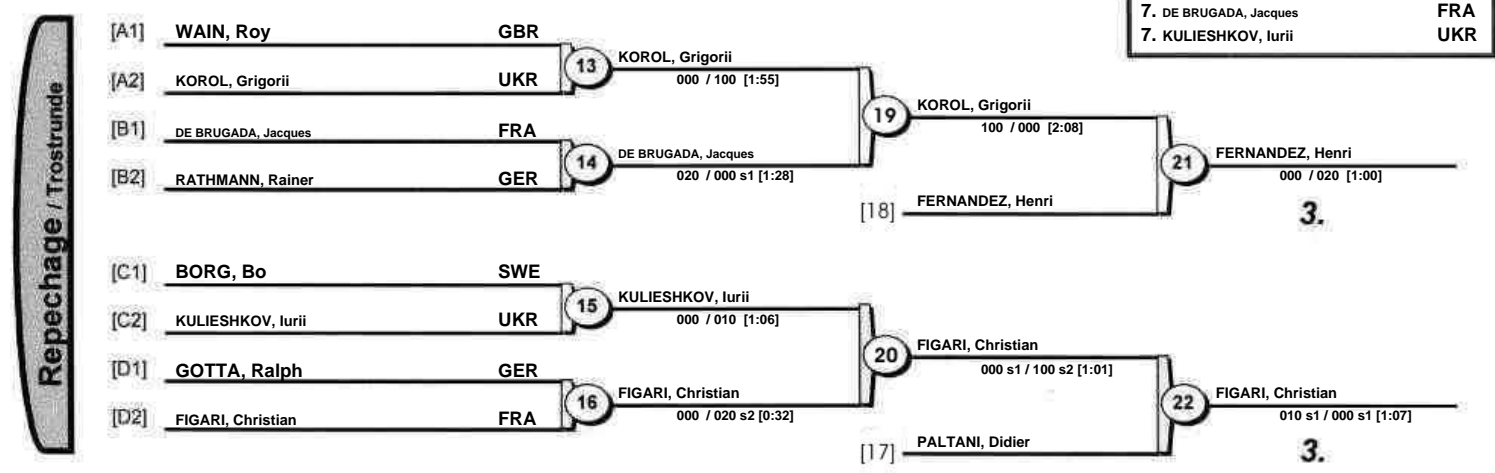 7. DE BRUGADA, Jacques FRA
7. KULIESHKOV, Iurii UKR
Repechage / Trostrunde
[A1] WAIN, Roy GBR
13 KOROL, Grigorii
000 / 100 [1:55]
[A2] KOROL, Grigorii UKR
19 KOROL, Grigorii
100 / 000 [2:08]
[B1] DE BRUGADA, Jacques FRA
14 DE BRUGADA, Jacques
020 / 000 s1 [1:28]
[B2] RATHMANN, Rainer GER
21 FERNANDEZ, Henri
000 / 020 [1:00]
[18] FERNANDEZ, Henri
3.
[C1] BORG, Bo SWE
15 KULIESHKOV, Iurii
000 / 010 [1:06]
[C2] KULIESHKOV, Iurii UKR
20 FIGARI, Christian
000 s1 / 100 s2 [1:01]
[D1] GOTTA, Ralph GER
16 FIGARI, Christian
000 / 020 s2 [0:32]
[D2] FIGARI, Christian FRA
22 FIGARI, Christian
010 s1 / 000 s1 [1:07]
[17] PALTANI, Didier
3.